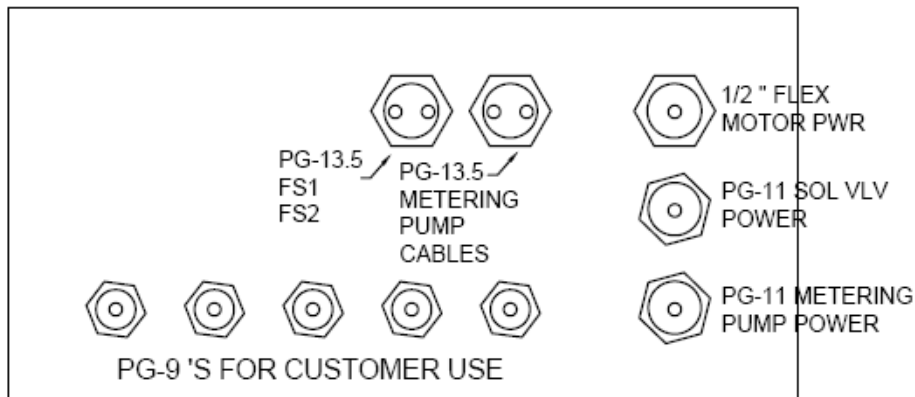 1/2 " FLEX
MOTOR PWR
PG-13.5
FS1
FS2
PG-13.5
METERING
PUMP
CABLES
PG-11 SOL VLV
POWER
PG-11 METERING
PUMP POWER
PG-9 'S FOR CUSTOMER USE